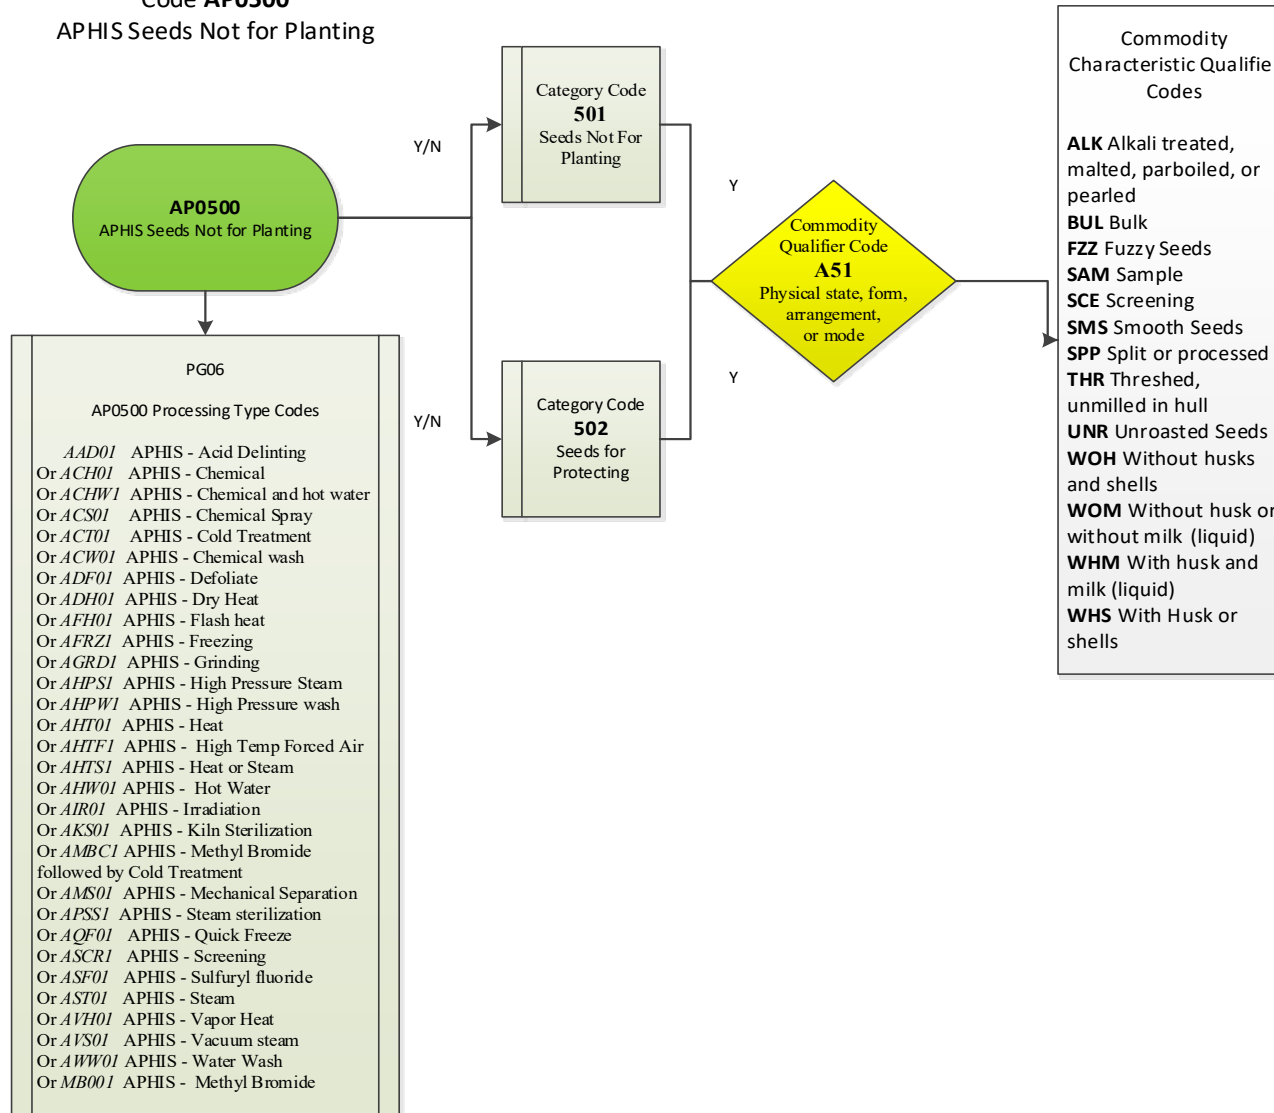 Code AP0500
APHIS Seeds Not for Planting
AP0500
APHIS Seeds Not for Planting
PG06
AP0500 Processing Type Codes
AAD01 APHIS - Acid Delinting
Or ACH01 APHIS - Chemical
Or ACHW1 APHIS - Chemical and hot water
Or ACS01 APHIS - Chemical Spray
Or ACT01 APHIS - Cold Treatment
Or ACW01 APHIS - Chemical wash
Or ADF01 APHIS - Defoliate
Or ADH01 APHIS - Dry Heat
Or AFH01 APHIS - Flash heat
Or AFRZ1 APHIS - Freezing
Or AGRD1 APHIS - Grinding
Or AHPS1 APHIS - High Pressure Steam
Or AHPW1 APHIS - High Pressure wash
Or AHT01 APHIS - Heat
Or AHTF1 APHIS - High Temp Forced Air
Or AHTS1 APHIS - Heat or Steam
Or AHW01 APHIS - Hot Water
Or AIR01 APHIS - Irradiation
Or AKS01 APHIS - Kiln Sterilization
Or AMBC1 APHIS - Methyl Bromide
followed by Cold Treatment
Or AMS01 APHIS - Mechanical Separation
Or APSS1 APHIS - Steam sterilization
Or AQF01 APHIS - Quick Freeze
Or ASCR1 APHIS - Screening
Or ASF01 APHIS - Sulfuryl fluoride
Or AST01 APHIS - Steam
Or AVH01 APHIS - Vapor Heat
Or AVS01 APHIS - Vacuum steam
Or AWW01 APHIS - Water Wash
Or MB001 APHIS - Methyl Bromide
Y/N
Category Code
501
Seeds Not For
Planting
Y/N
Category Code
502
Seeds for
Protecting
Y
Y
Commodity
Qualifier Code
A51
Physical state, form,
arrangement,
or mode
Commodity
Characteristic Qualifie
Codes
ALK Alkali treated,
malted, parboiled, or
pearled
BUL Bulk
FZZ Fuzzy Seeds
SAM Sample
SCE Screening
SMS Smooth Seeds
SPP Split or processed
THR Threshed,
unmilled in hull
UNR Unroasted Seeds
WOH Without husks
and shells
WOM Without husk or
without milk (liquid)
WHM With husk and
milk (liquid)
WHS With Husk or
shells